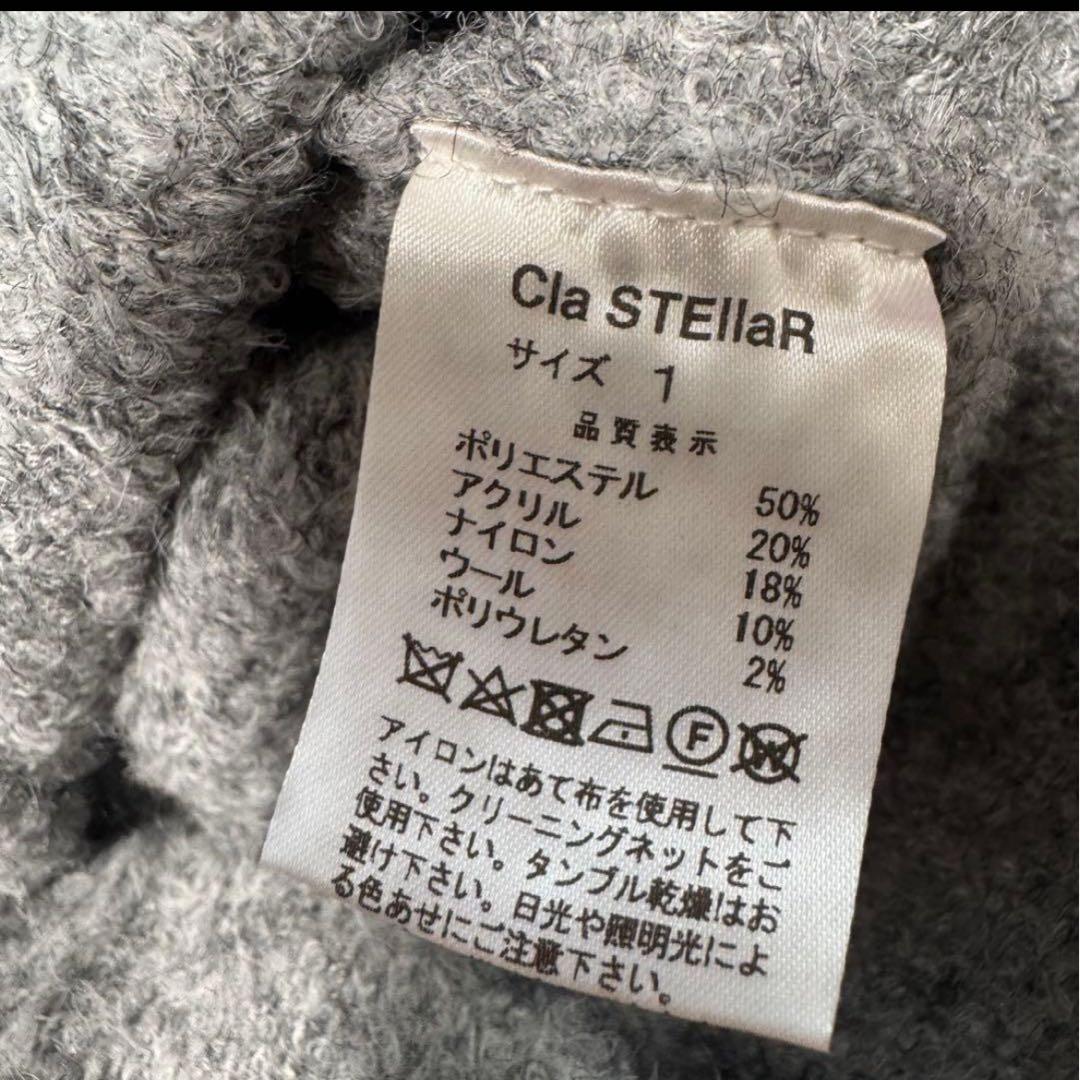 Cla STEllaR
サイズ 1
品質表示
ポリエステル 50%
アクリル 20%
ナイロン 18%
ウール 10%
ポリウレタン 2%
F W
アイロンはあて布を使用して下
さい。クリーニングネットをご
使用下さい。タンブル乾燥はお
避け下さい。日光や照明光によ
る色あせにご注意下さい。